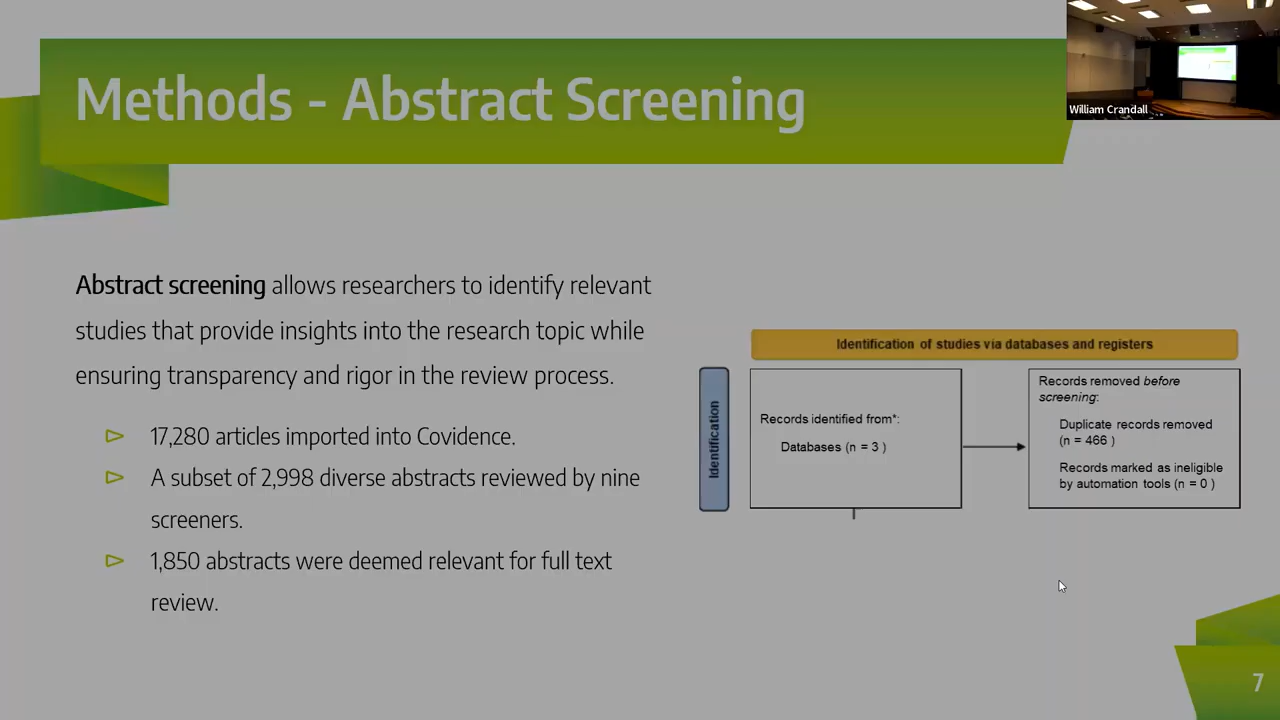 Methods - Abstract Screening
William Crandall
Abstract screening allows researchers to identify relevant
studies that provide insights into the research topic while
ensuring transparency and rigor in the review process.
17,280 articles imported into Covidence.
A subset of 2,998 diverse abstracts reviewed by nine
screeners.
1,850 abstracts were deemed relevant for full text
review.
Identification of studies via databases and registers
Identification
Records identified from*:
Databases (n = 3 )
Records removed before
screening:
Duplicate records removed
(n = 466 )
Records marked as ineligible
by automation tools (n = 0 )
7